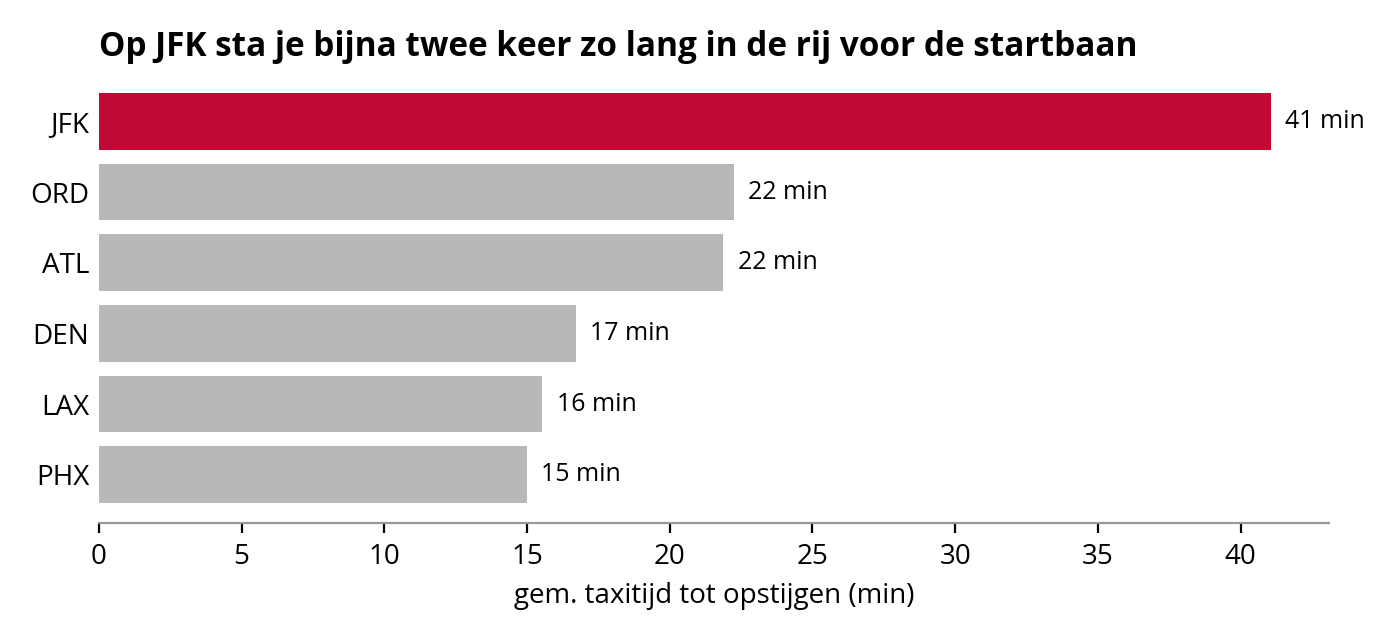 Op JFK sta je bijna twee keer zo lang in de rij voor de startbaan
JFK 41 min
ORD 22 min
ATL 22 min
DEN 17 min
LAX 16 min
PHX 15 min
0 5 10 15 20 25 30 35 40
gem. taxitijd tot opstijgen (min)